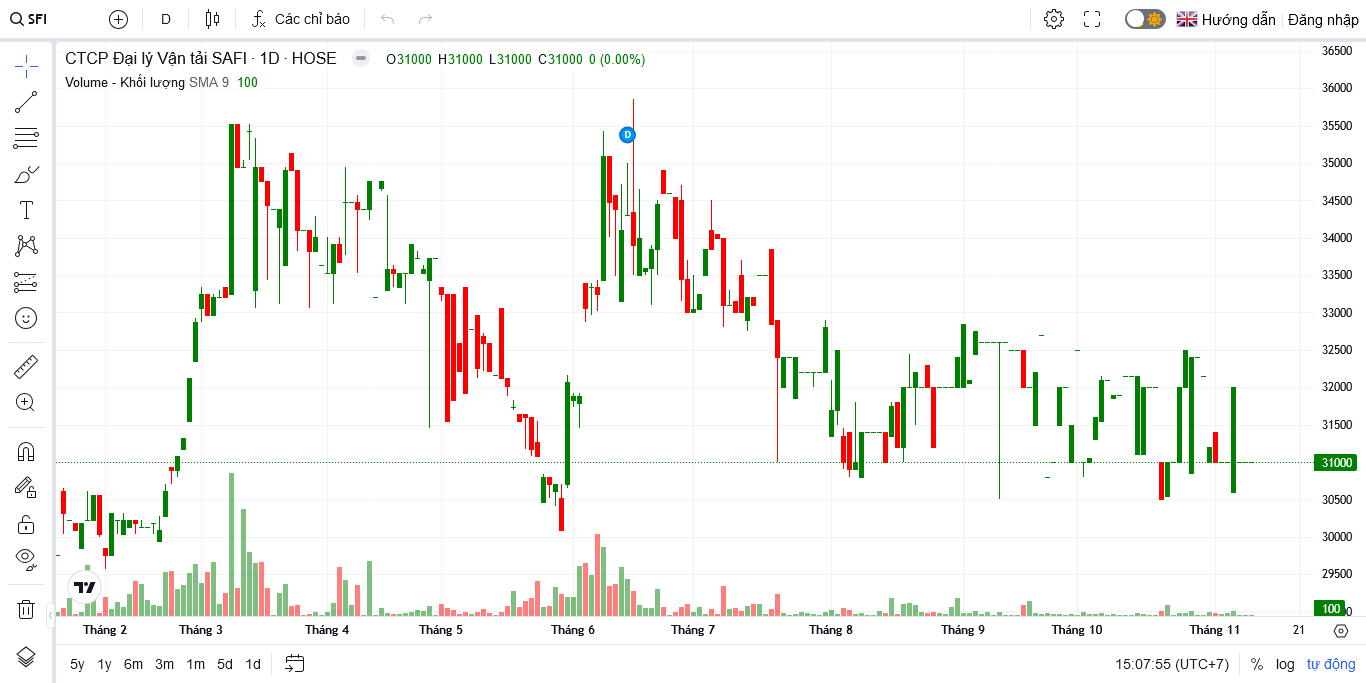 SFI D Các chỉ báo Hướng dẫn Đăng nhập
CTCP Đại lý Vận tải SAFI · 1D · HOSE O31000 H31000 L31000 C31000 0 (0.00%)
Volume - Khối lượng SMA 9 100
36500
36000
35500
35000
34500
34000
33500
33000
32500
32000
31500
31000
30500
30000
29500
100
D
Tháng 2 Tháng 3 Tháng 4 Tháng 5 Tháng 6 Tháng 7 Tháng 8 Tháng 9 Tháng 10 Tháng 11 21
5y 1y 6m 3m 1m 5d 1d 15:07:55 (UTC+7) % log tự động